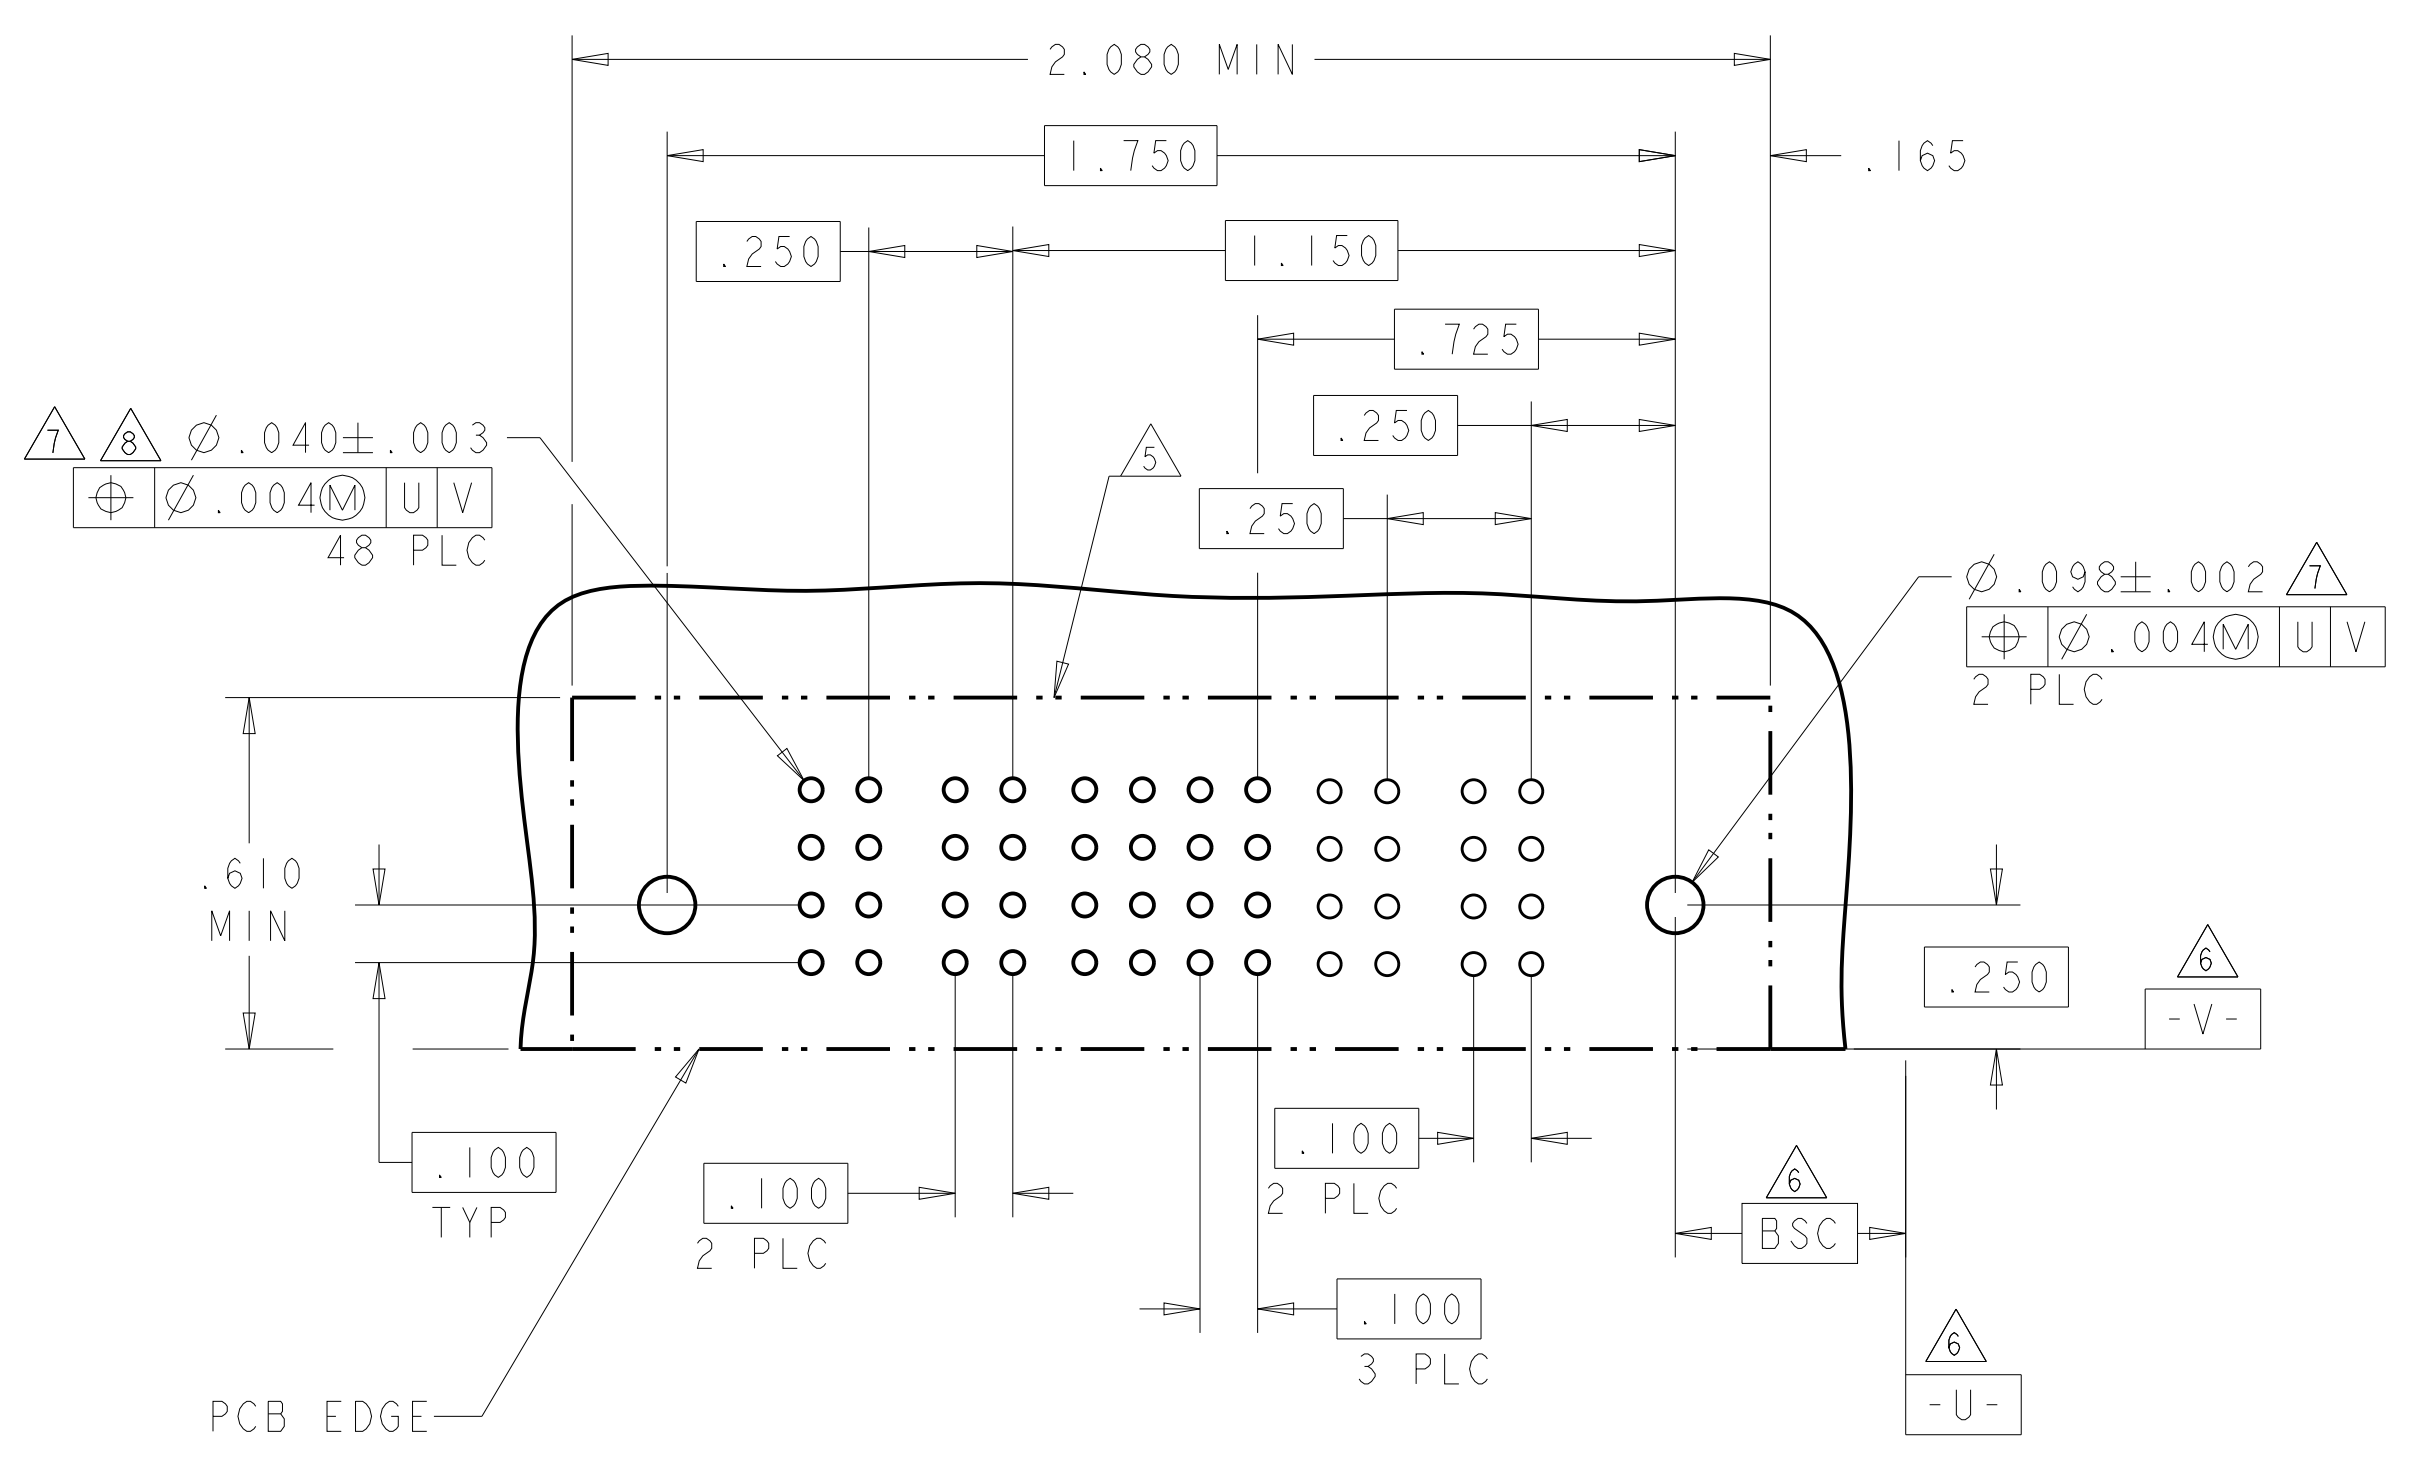 2.080 MIN
1.750
.165
.250
1.150
.725
.250
7 8 Ø.040±.003
5
⌖ Ø.004Ⓜ U V
48 PLC
.250
Ø.098±.002 7
⌖ Ø.004Ⓜ U V
2 PLC
.610
MIN
6
.250
-V-
.100
TYP
.100
2 PLC
.100
2 PLC
6
BSC
.100
3 PLC
6
-U-
PCB EDGE